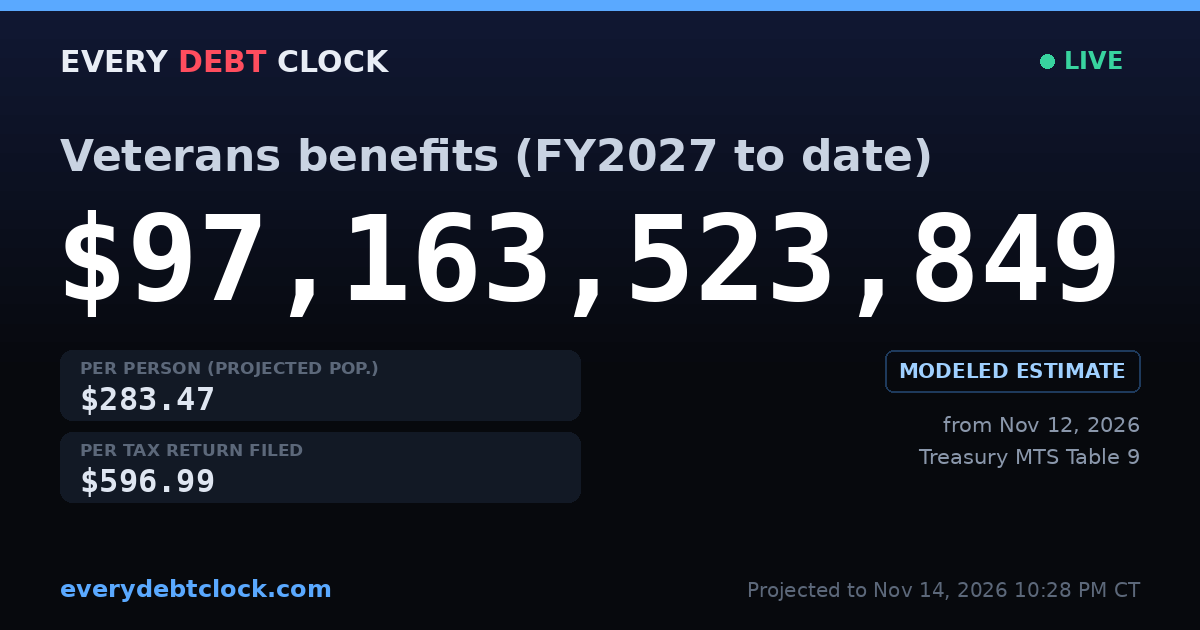 EVERY DEBT CLOCK
LIVE
Veterans benefits (FY2027 to date)
$97,163,523,849
PER PERSON (PROJECTED POP.)
$283.47
PER TAX RETURN FILED
$596.99
MODELED ESTIMATE
from Nov 12, 2026
Treasury MTS Table 9
everydebtclock.com
Projected to Nov 14, 2026 10:28 PM CT